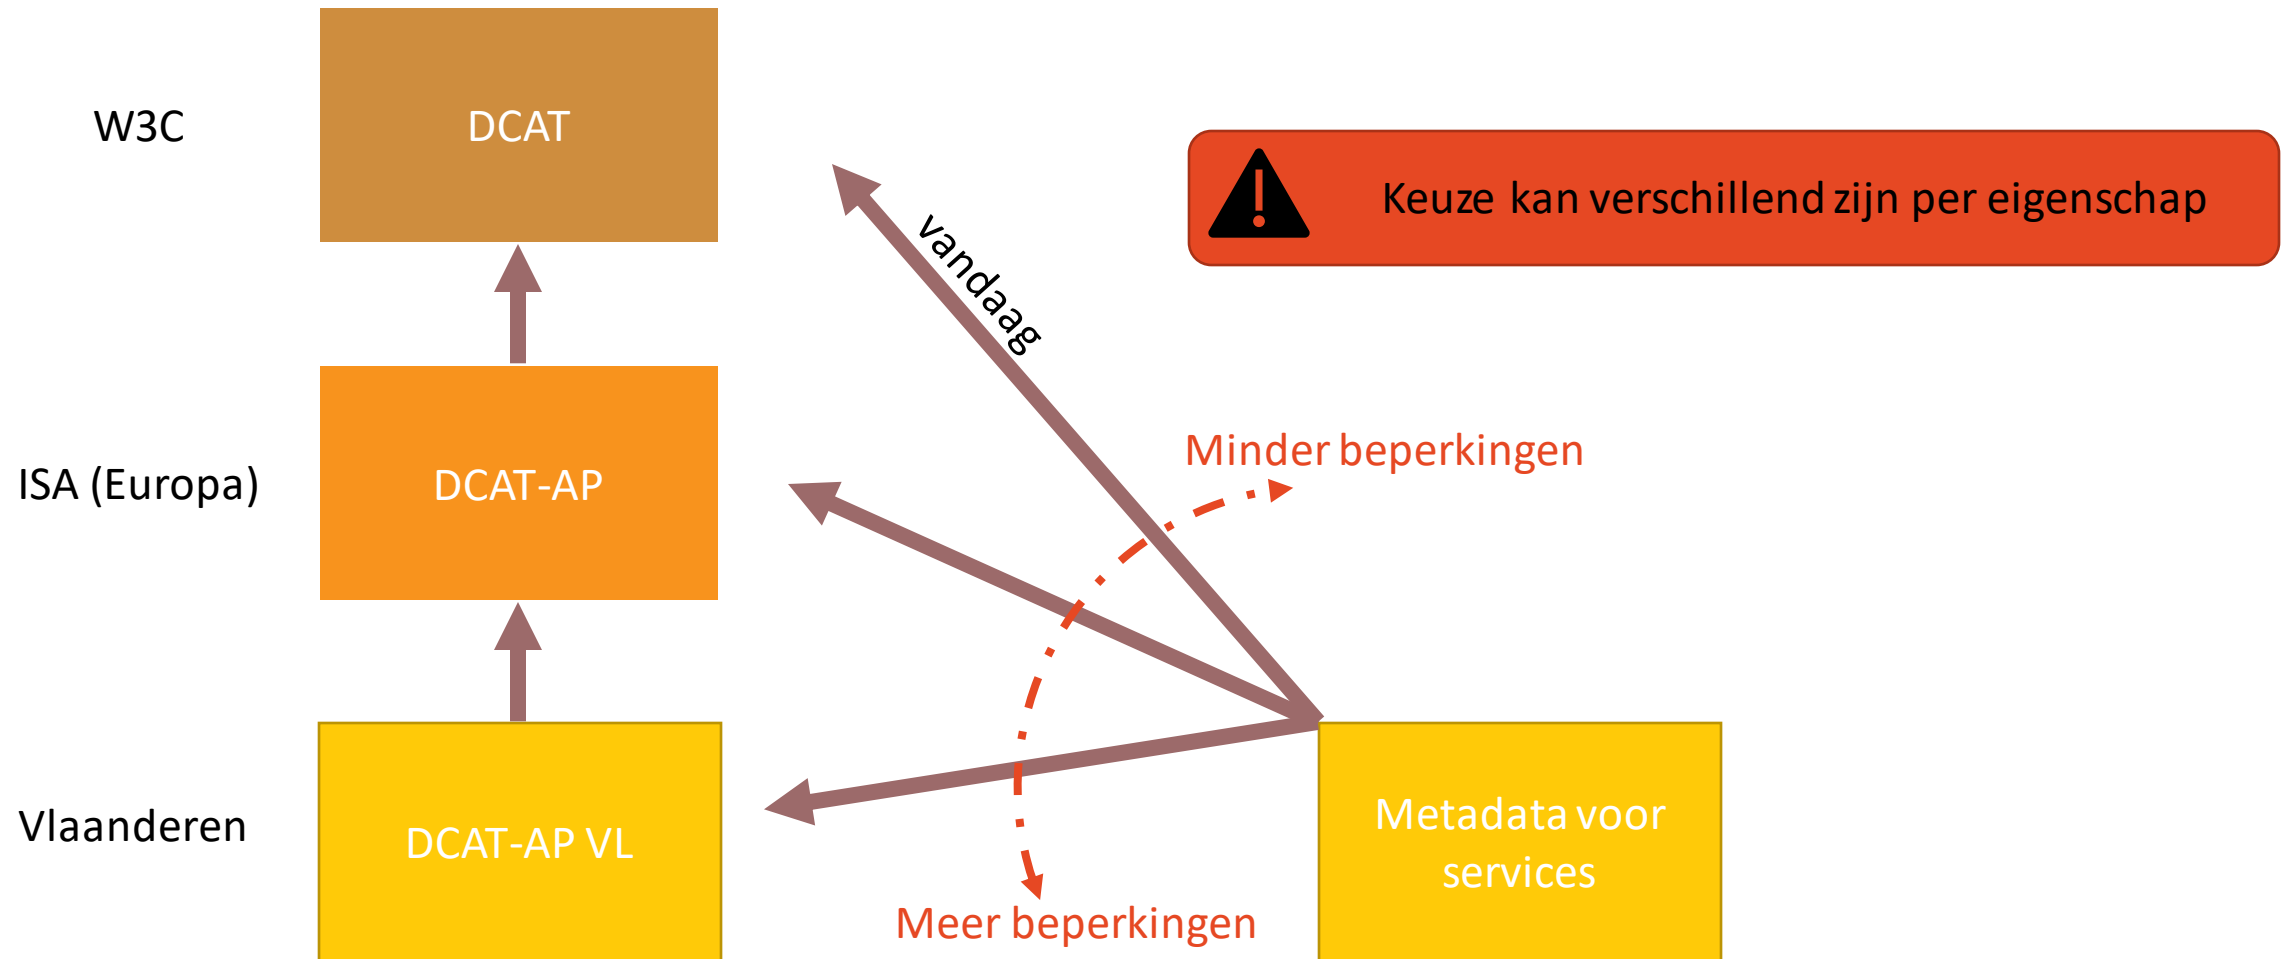 W3C
DCAT
Keuze kan verschillend zijn per eigenschap
vandaag
Minder beperkingen
ISA (Europa)
DCAT-AP
Vlaanderen
DCAT-AP VL
Metadata voor
services
Meer beperkingen